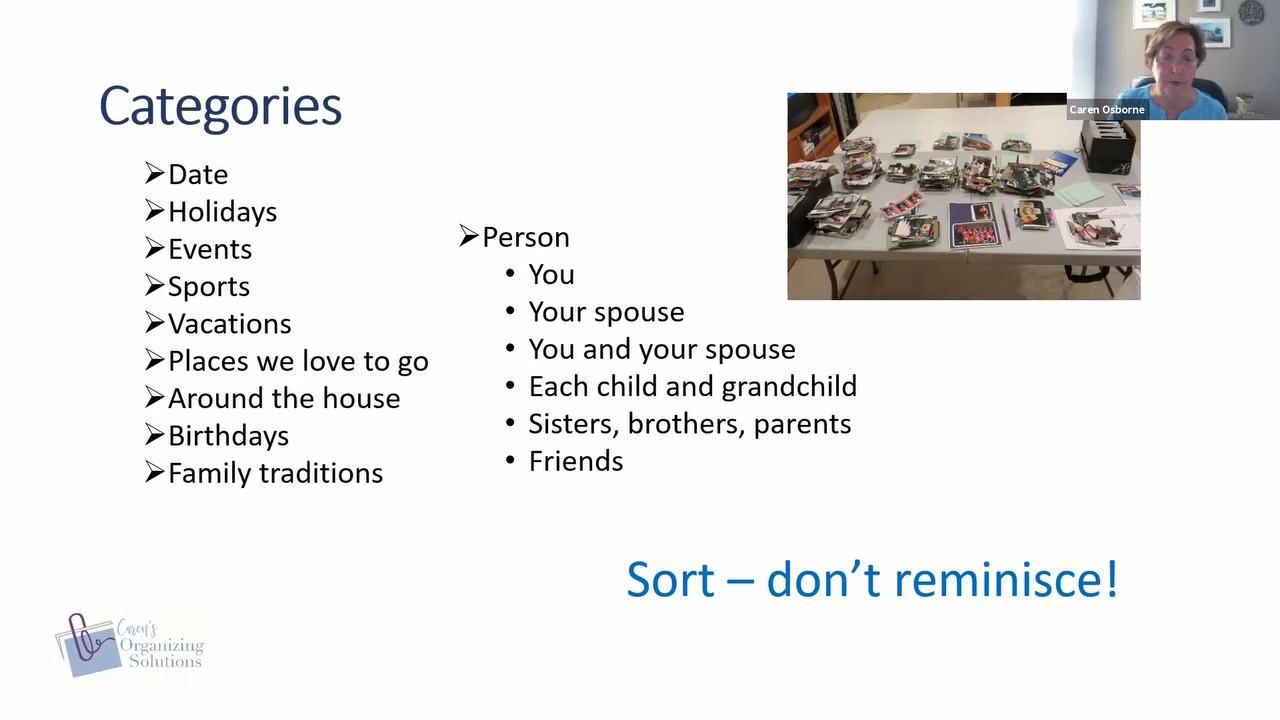 Categories
➢Date
➢Holidays
➢Events
➢Sports
➢Vacations
➢Places we love to go
➢Around the house
➢Birthdays
➢Family traditions
➢Person
• You
• Your spouse
• You and your spouse
• Each child and grandchild
• Sisters, brothers, parents
• Friends
Caren Osborne
Sort – don’t reminisce!
Caren's
Organizing
Solutions